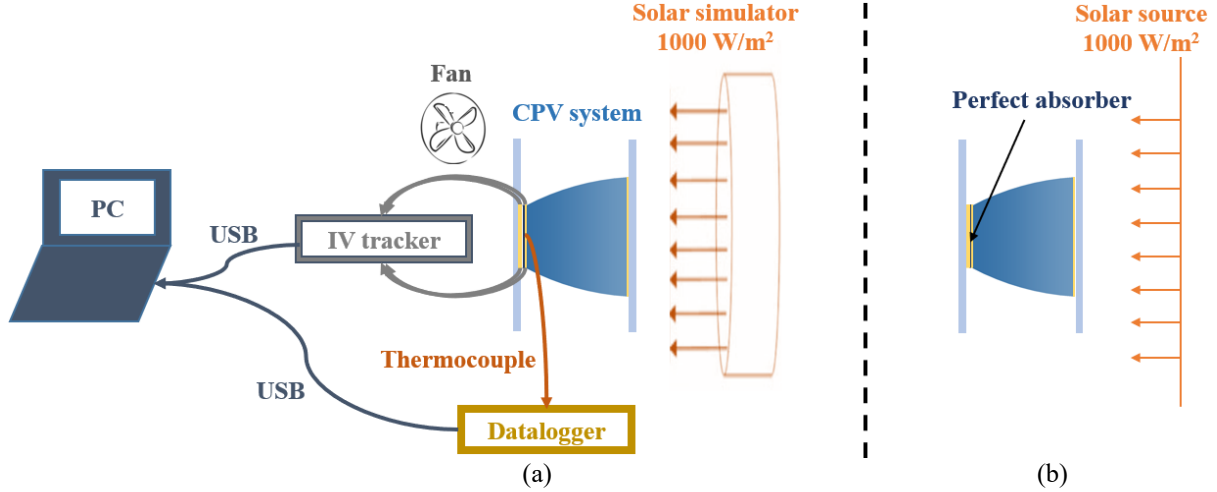 Solar simulator
1000 W/m²
Fan
CPV system
PC
USB
IV tracker
Thermocouple
USB
Datalogger
(a)
Solar source
1000 W/m²
Perfect absorber
(b)